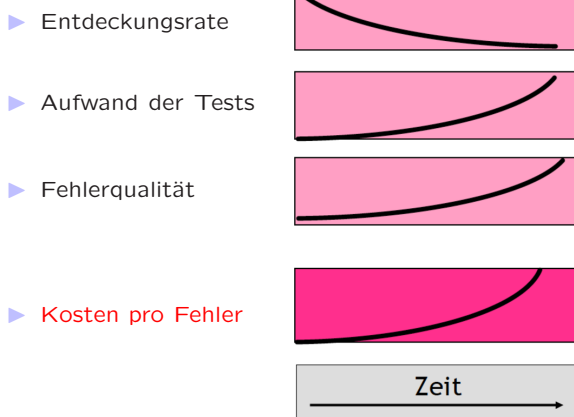 Entdeckungsrate
Aufwand der Tests
Fehlerqualität
Kosten pro Fehler
Zeit